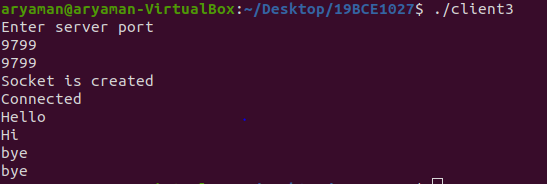 aryaman@aryaman-VirtualBox:~/Desktop/19BCE1027$ ./client3
Enter server port
9799
9799
Socket is created
Connected
Hello
Hi
bye
bye